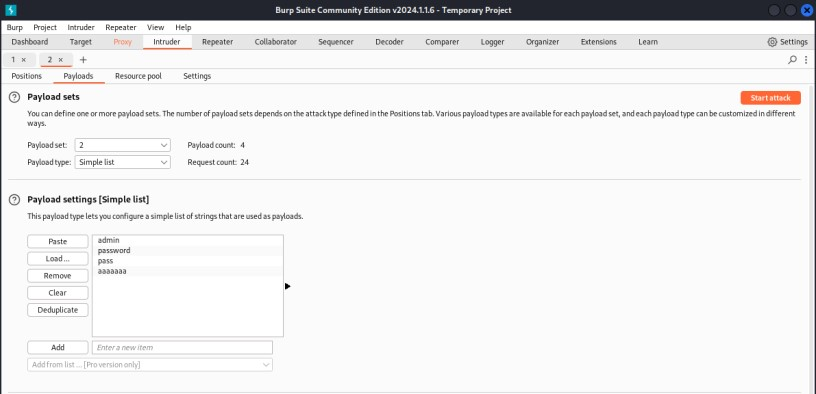 Burp Suite Community Edition v2024.1.1.6 - Temporary Project
Burp Project Intruder Repeater View Help
Dashboard Target Proxy Intruder Repeater Collaborator Sequencer Decoder Comparer Logger Organizer Extensions Learn Settings
1 × 2 × +
Positions Payloads Resource pool Settings
? Payload sets Start attack
You can define one or more payload sets. The number of payload sets depends on the attack type defined in the Positions tab. Various payload types are available for each payload set, and each payload type can be customized in different
ways.
Payload set: 2 Payload count: 4
Payload type: Simple list Request count: 24
? Payload settings [Simple list]
This payload type lets you configure a simple list of strings that are used as payloads.
Paste admin
password
Load ... pass
Remove aaaaaaa
Clear
Deduplicate
Add Enter a new item
Add from list ... [Pro version only]